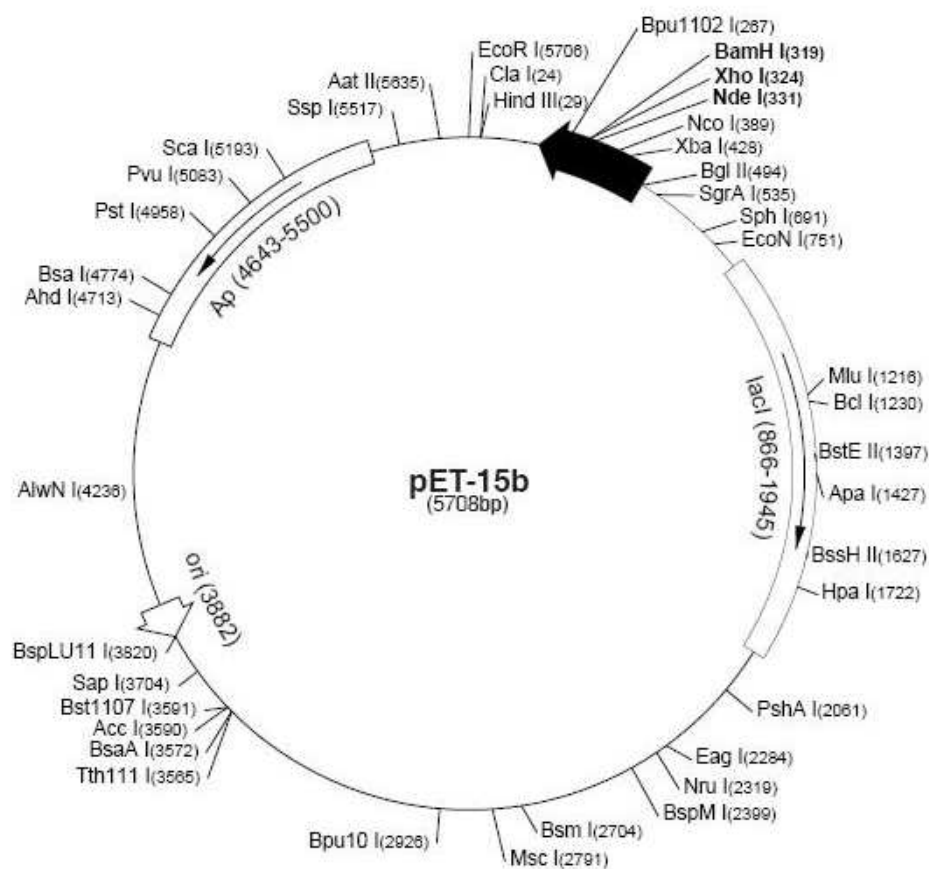 EcoR I(5706)
Cla I(24)
Hind III(29)
Bpu1102 I(267)
BamH I(319)
Xho I(324)
Nde I(331)
Nco I(389)
Xba I(428)
Bgl II(494)
SgrA I(535)
Sph I(691)
EcoN I(751)
lacI (866-1945)
Mlu I(1216)
Bcl I(1230)
BstE II(1397)
Apa I(1427)
BssH II(1627)
Hpa I(1722)
PshA I(2061)
Eag I(2284)
Nru I(2319)
BspM I(2399)
Bsm I(2704)
Msc I(2791)
Bpu10 I(2926)
Tth111 I(3565)
BsaA I(3572)
Acc I(3590)
Bst1107 I(3591)
Sap I(3704)
BspLU11 I(3820)
ori (3882)
AlwN I(4236)
Ahd I(4713)
Bsa I(4774)
Pst I(4958)
Pvu I(5083)
Sca I(5193)
Ap (4643-5500)
Ssp I(5517)
Aat II(5635)
pET-15b
(5708bp)